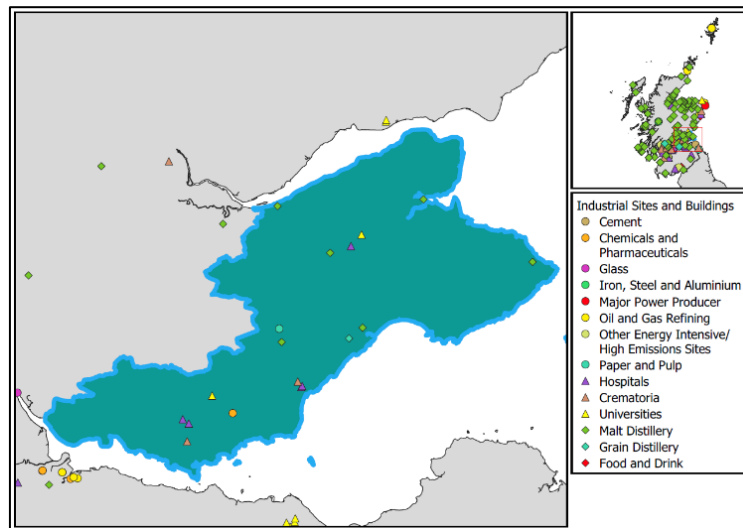 Industrial Sites and Buildings
Cement
Chemicals and
Pharmaceuticals
Glass
Iron, Steel and Aluminium
Major Power Producer
Oil and Gas Refining
Other Energy Intensive/
High Emissions Sites
Paper and Pulp
Hospitals
Crematoria
Universities
Malt Distillery
Grain Distillery
Food and Drink